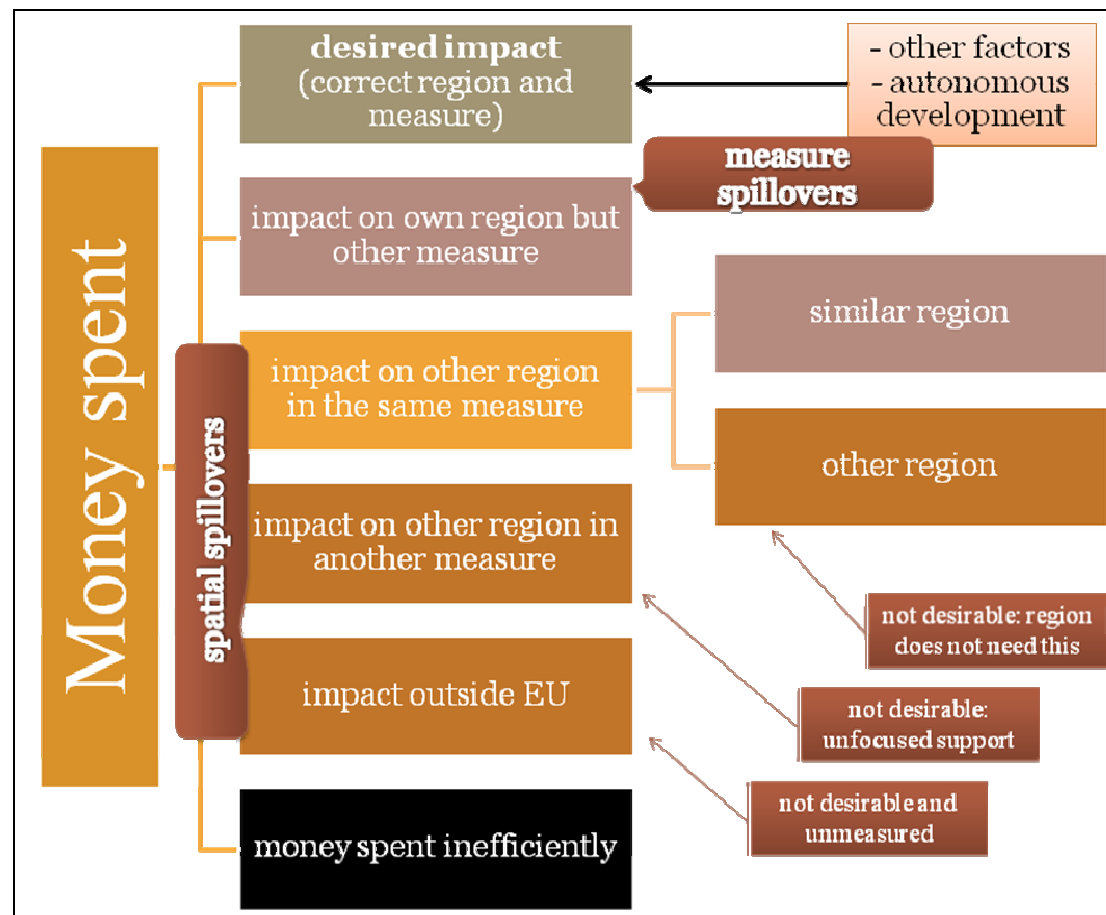 Money spent
spatial spillovers
desired impact
(correct region and
measure)
- other factors
- autonomous
development
measure
spillovers
impact on own region but
other measure
impact on other region
in the same measure
similar region
other region
impact on other region in
another measure
impact outside EU
money spent inefficiently
not desirable: region
does not need this
not desirable:
unfocused support
not desirable and
unmeasured